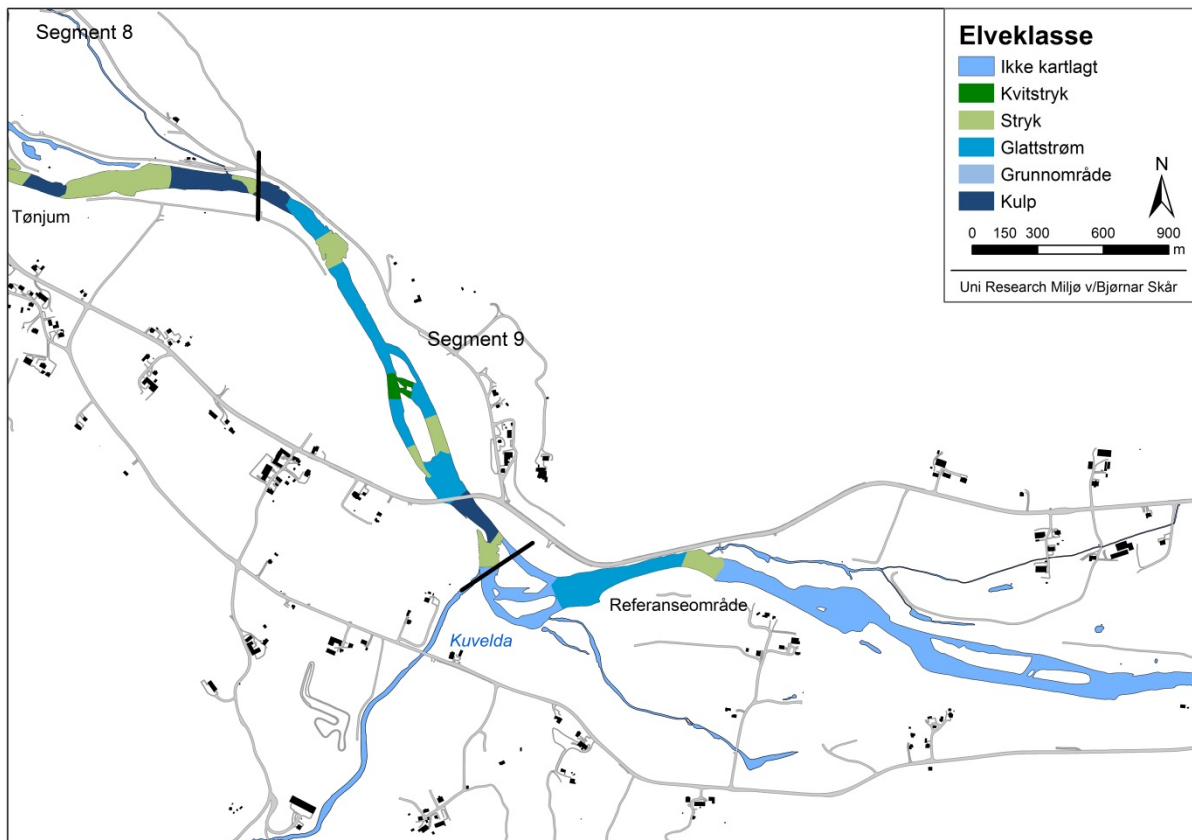 Segment 8
Elveklasse
Ikke kartlagt
Kvitstryk
Stryk
Glattstrøm
Grunnområde
Kulp
N
0 150 300 600 900
m
Uni Research Miljø v/Bjørnar Skår
Tønjum
Segment 9
Referanseområde
Kuvelda